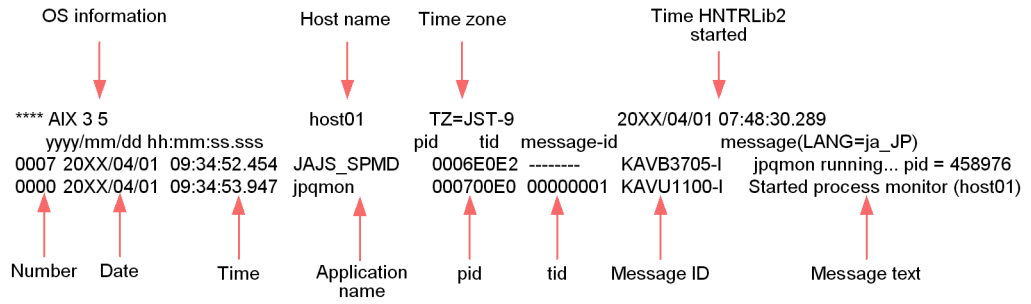 OS information Host name Time zone Time HNTRLib2
started
**** AIX 3 5 host01 TZ=JST-9 20XX/04/01 07:48:30.289
yyyy/mm/dd hh:mm:ss.sss pid tid message-id message(LANG=ja_JP)
0007 20XX/04/01 09:34:52.454 JAJS_SPMD 0006E0E2 -------- KAVB3705-I jpqmon running... pid = 458976
0000 20XX/04/01 09:34:53.947 jpqmon 000700E0 00000001 KAVU1100-I Started process monitor (host01)
Number Date Time Application pid tid Message ID Message text
name